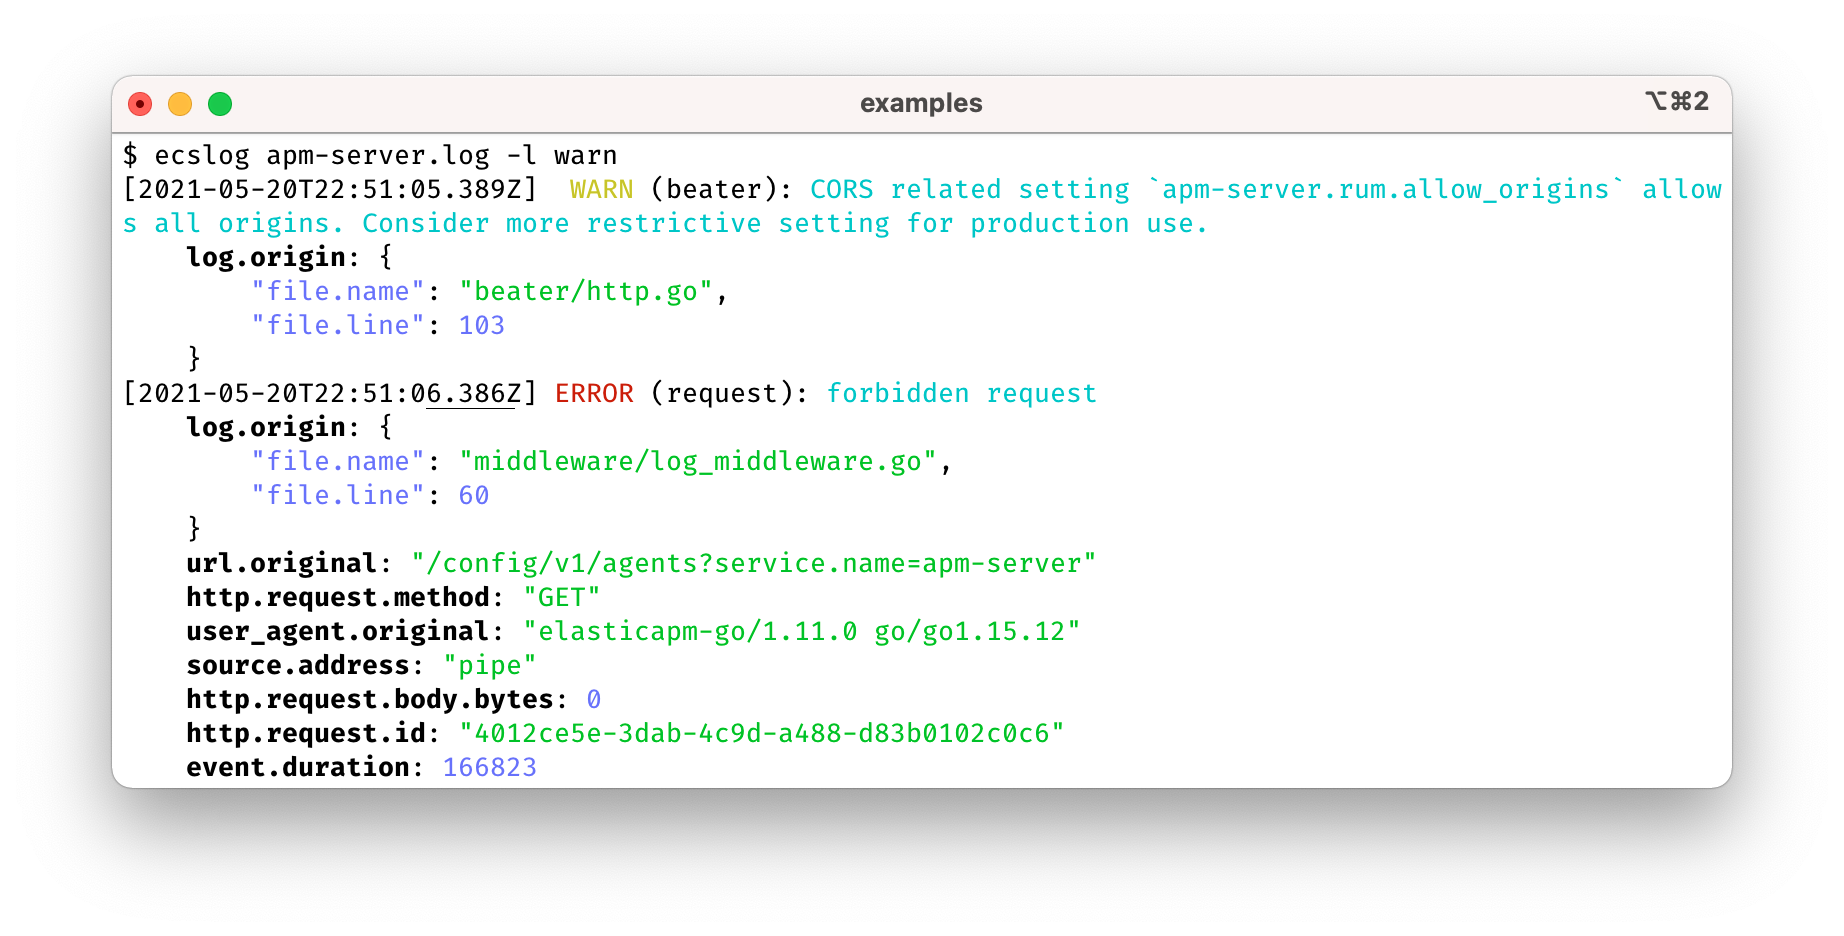 examples
⌥⌘2
$ ecslog apm-server.log -l warn
[2021-05-20T22:51:05.389Z]  WARN (beater): CORS related setting `apm-server.rum.allow_origins` allow
s all origins. Consider more restrictive setting for production use.
    log.origin: {
        "file.name": "beater/http.go",
        "file.line": 103
    }
[2021-05-20T22:51:06.386Z] ERROR (request): forbidden request
    log.origin: {
        "file.name": "middleware/log_middleware.go",
        "file.line": 60
    }
    url.original: "/config/v1/agents?service.name=apm-server"
    http.request.method: "GET"
    user_agent.original: "elasticapm-go/1.11.0 go/go1.15.12"
    source.address: "pipe"
    http.request.body.bytes: 0
    http.request.id: "4012ce5e-3dab-4c9d-a488-d83b0102c0c6"
    event.duration: 166823